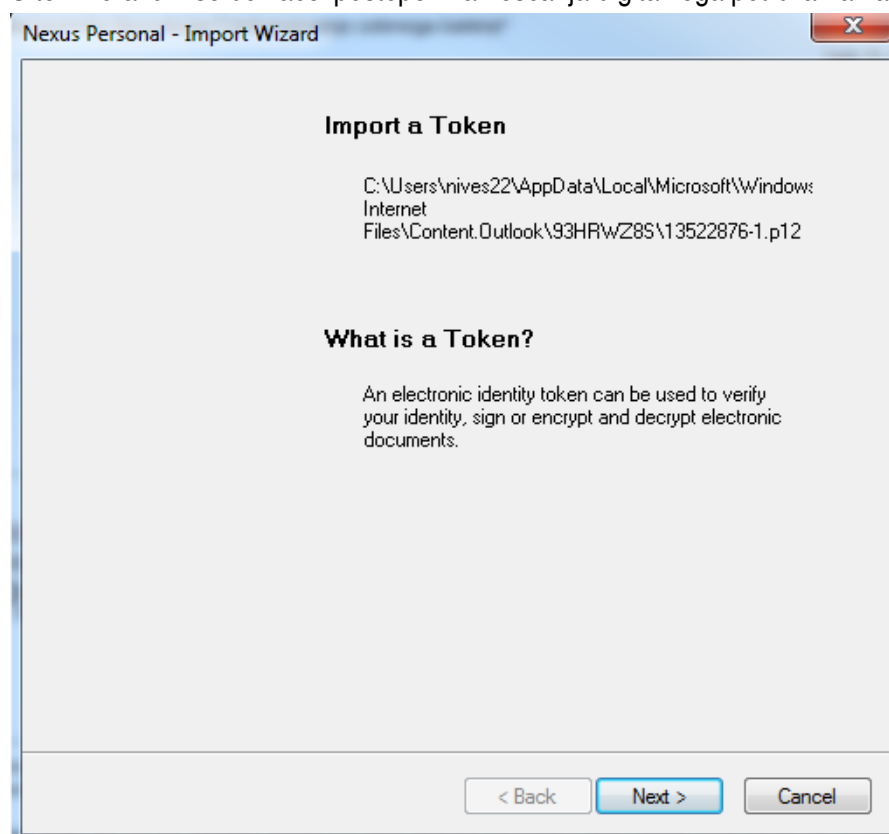 Nexus Personal - Import Wizard
Import a Token
C:\Users\nives22\AppData\Local\Microsoft\Windows
Internet
Files\Content.Outlook\93HRWZ8S\13522876-1.p12
What is a Token?
An electronic identity token can be used to verify
your identity, sign or encrypt and decrypt electronic
documents.
< Back Next > Cancel